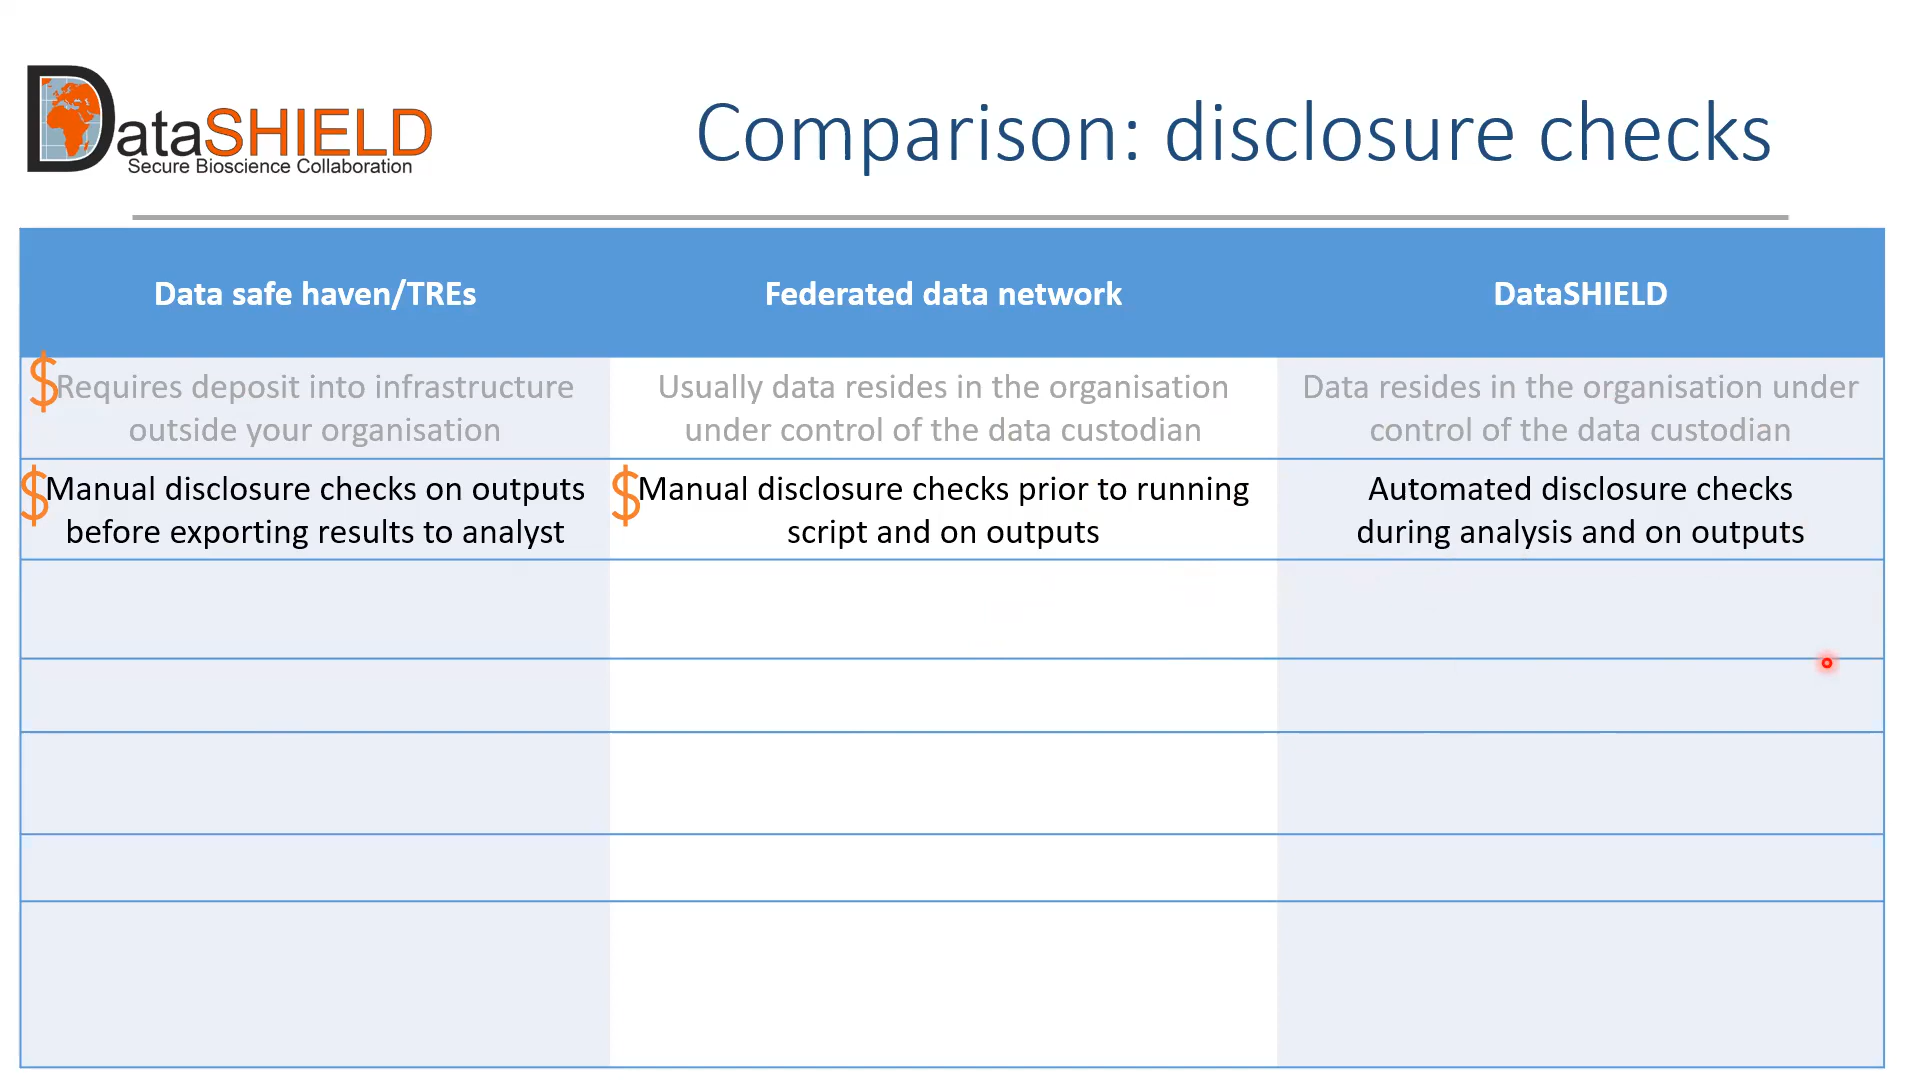 DataSHIELD
Secure Bioscience Collaboration
Comparison: disclosure checks
Data safe haven/TREs
Federated data network
DataSHIELD
$Requires deposit into infrastructure
outside your organisation
Usually data resides in the organisation
under control of the data custodian
Data resides in the organisation under
control of the data custodian
$Manual disclosure checks on outputs
before exporting results to analyst
$Manual disclosure checks prior to running
script and on outputs
Automated disclosure checks
during analysis and on outputs